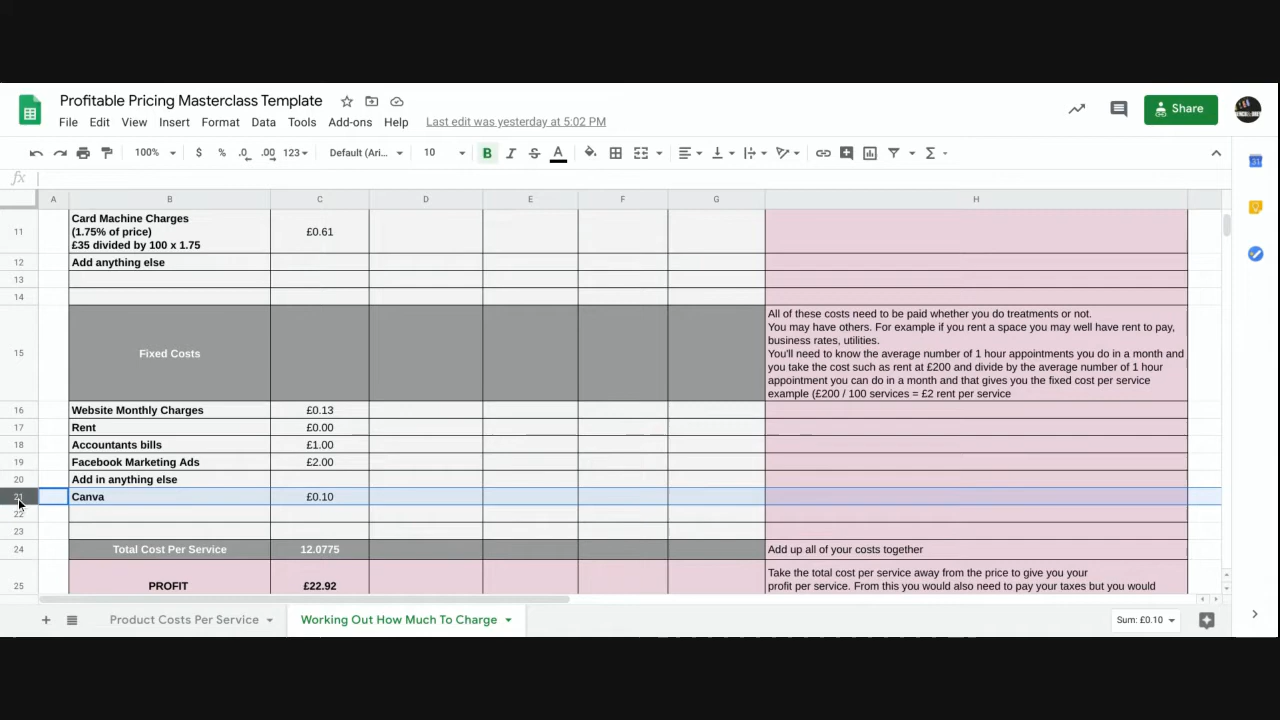 Profitable Pricing Masterclass Template
File Edit View Insert Format Data Tools Add-ons Help Last edit was yesterday at 5:02 PM
Share
100% $ % .0 .00 123 Default (Ari... 10 B I S A
fx
A B C D E F G H
11 Card Machine Charges
(1.75% of price)
£35 divided by 100 x 1.75 £0.61
12 Add anything else
13
14
15 Fixed Costs
All of these costs need to be paid whether you do treatments or not.
You may have others. For example if you rent a space you may well have rent to pay,
business rates, utilities.
You'll need to know the average number of 1 hour appointments you do in a month and
you take the cost such as rent at £200 and divide by the average number of 1 hour
appointment you can do in a month and that gives you the fixed cost per service
example (£200 / 100 services = £2 rent per service
16 Website Monthly Charges £0.13
17 Rent £0.00
18 Accountants bills £1.00
19 Facebook Marketing Ads £2.00
20 Add in anything else
21 Canva £0.10
22
23
24 Total Cost Per Service 12.0775 Add up all of your costs together
25 PROFIT £22.92
Take the total cost per service away from the price to give you your
profit per service. From this you would also need to pay your taxes but you would
Product Costs Per Service Working Out How Much To Charge Sum: £0.10